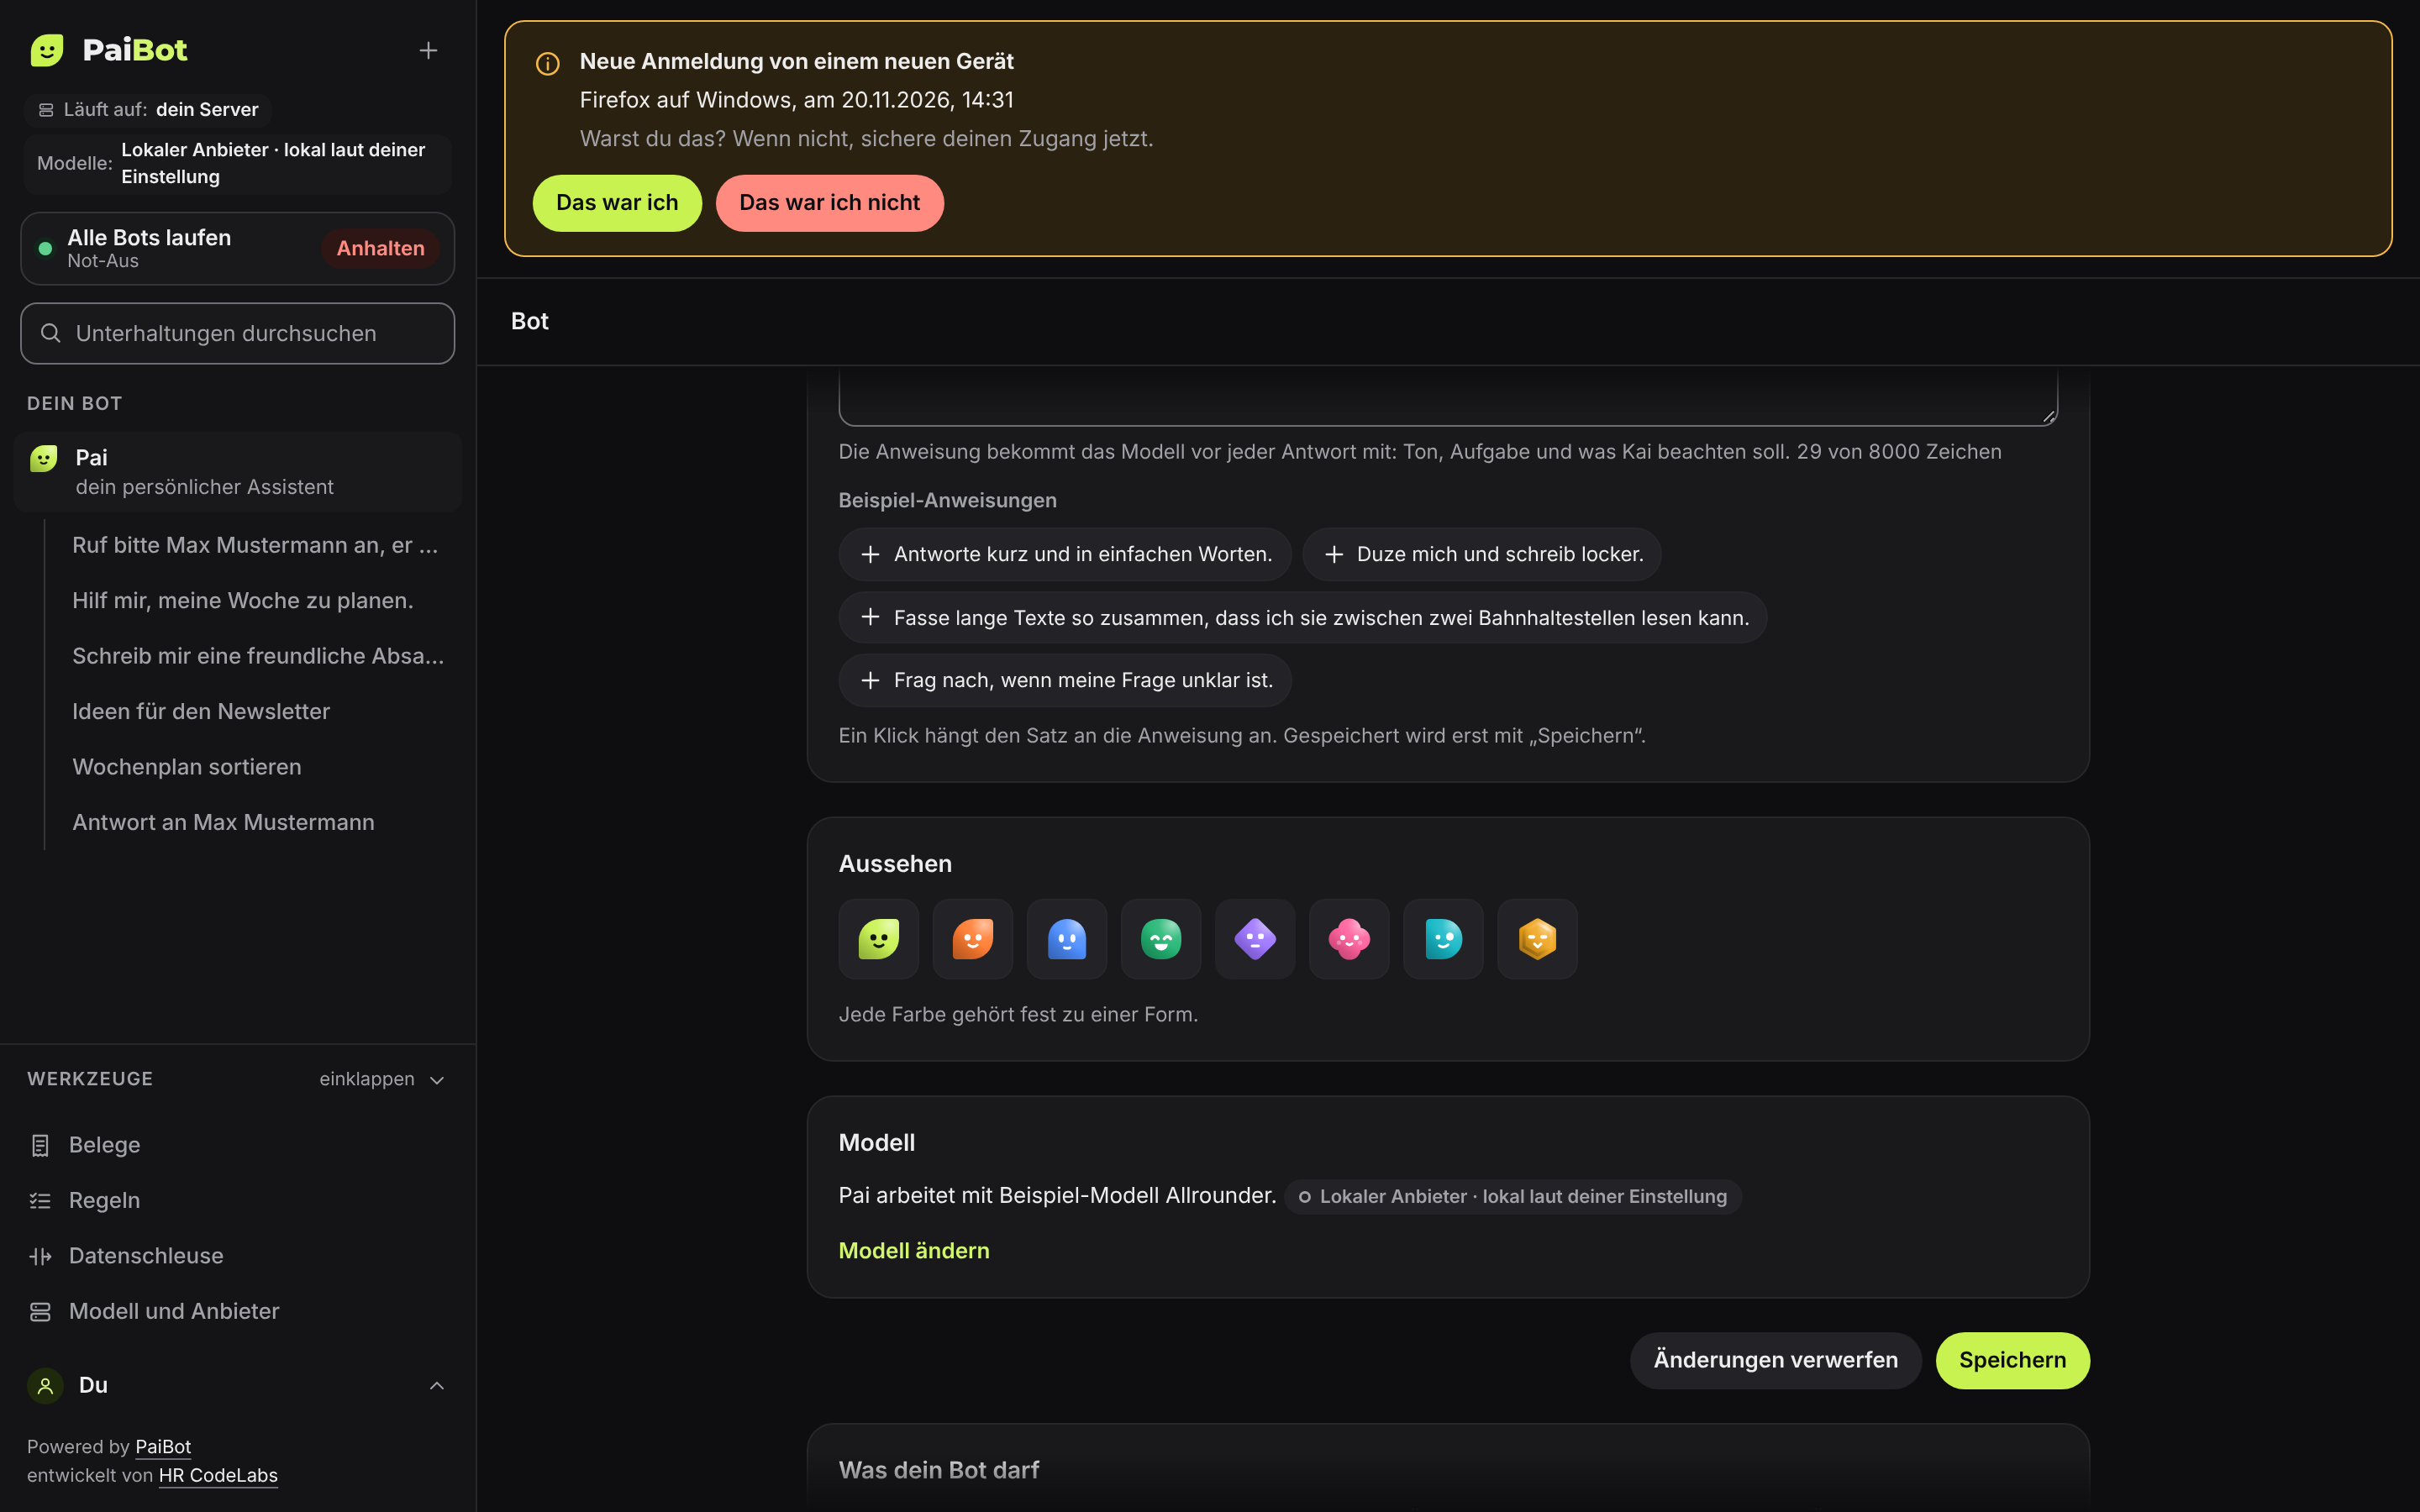 PaiBot
Läuft auf: dein Server
Modelle: Lokaler Anbieter · lokal laut deiner
Einstellung
Alle Bots laufen
Not-Aus
Anhalten
Unterhaltungen durchsuchen
DEIN BOT
Pai
dein persönlicher Assistent
Ruf bitte Max Mustermann an, er ...
Hilf mir, meine Woche zu planen.
Schreib mir eine freundliche Absa...
Ideen für den Newsletter
Wochenplan sortieren
Antwort an Max Mustermann
WERKZEUGE
einklappen
Belege
Regeln
Datenschleuse
Modell und Anbieter
Du
Powered by PaiBot
entwickelt von HR CodeLabs
Neue Anmeldung von einem neuen Gerät
Firefox auf Windows, am 20.11.2026, 14:31
Warst du das? Wenn nicht, sichere deinen Zugang jetzt.
Das war ich
Das war ich nicht
Bot
Die Anweisung bekommt das Modell vor jeder Antwort mit: Ton, Aufgabe und was Kai beachten soll. 29 von 8000 Zeichen
Beispiel-Anweisungen
Antworte kurz und in einfachen Worten.
Duze mich und schreib locker.
Fasse lange Texte so zusammen, dass ich sie zwischen zwei Bahnhaltestellen lesen kann.
Frag nach, wenn meine Frage unklar ist.
Ein Klick hängt den Satz an die Anweisung an. Gespeichert wird erst mit „Speichern“.
Aussehen
Jede Farbe gehört fest zu einer Form.
Modell
Pai arbeitet mit Beispiel-Modell Allrounder. Lokaler Anbieter · lokal laut deiner Einstellung
Modell ändern
Änderungen verwerfen
Speichern
Was dein Bot darf